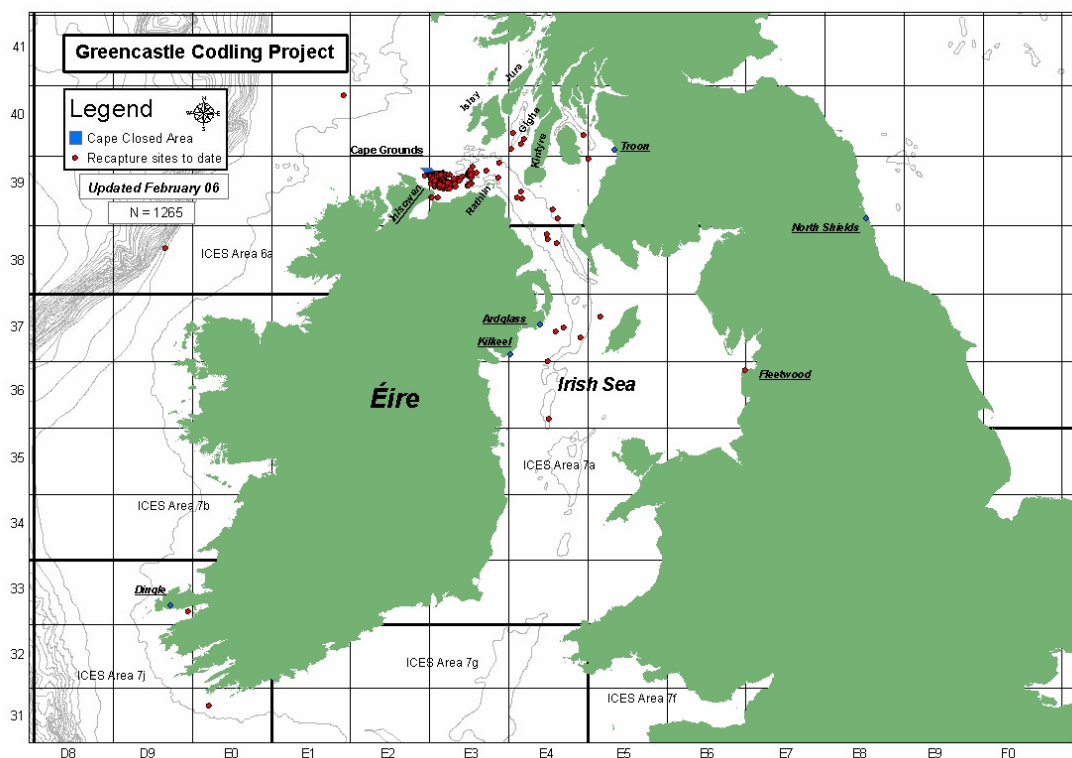 Greencastle Codling Project
Legend
N
W
E
S
Cape Closed Area
Recapture sites to date
Updated February 06
N = 1265
41
40
39
38
37
36
35
34
33
32
31
Jura
Islay
Gigha
Kintyre
Troon
Cape Grounds
Inisowen
Rathlin
North Shields
ICES Area 6a
Ardglass
Kilkeel
Irish Sea
Fleetwood
Éire
ICES Area 7a
ICES Area 7b
Dingle
ICES Area 7j
ICES Area 7g
ICES Area 7f
D8 D9 E0 E1 E2 E3 E4 E5 E6 E7 E8 E9 F0